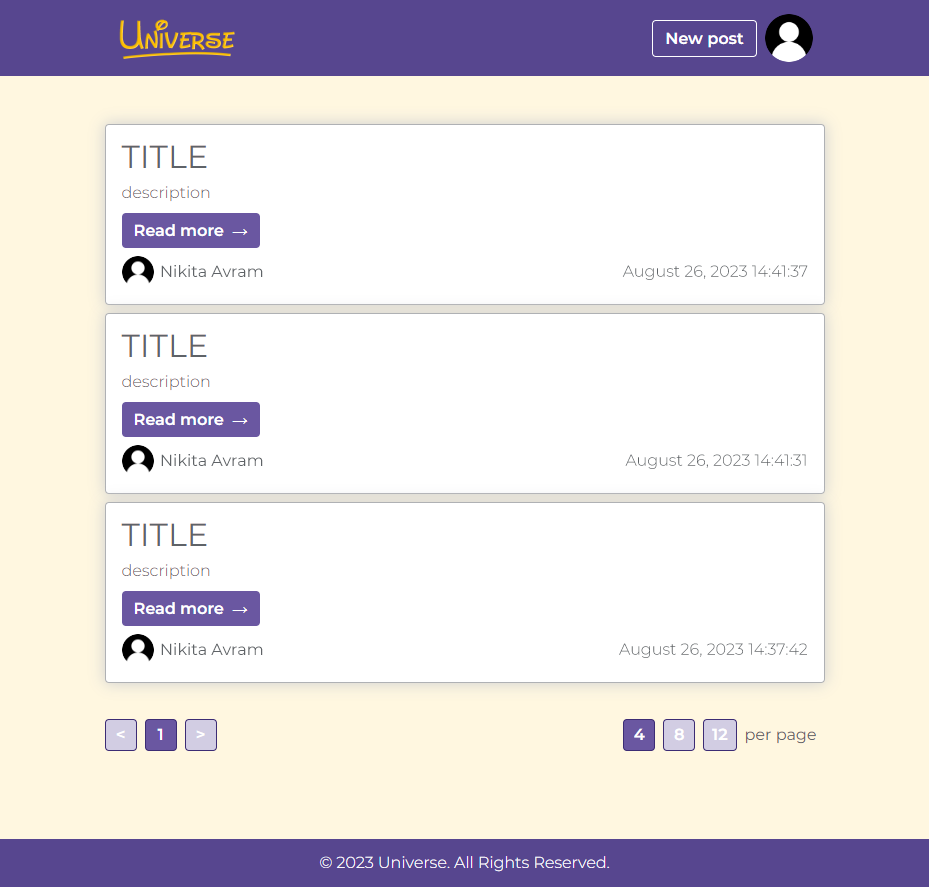 Universe
New post
TITLE
description
Read more →
Nikita Avram
August 26, 2023 14:41:37
TITLE
description
Read more →
Nikita Avram
August 26, 2023 14:41:31
TITLE
description
Read more →
Nikita Avram
August 26, 2023 14:37:42
< 1 >
4 8 12 per page
© 2023 Universe. All Rights Reserved.